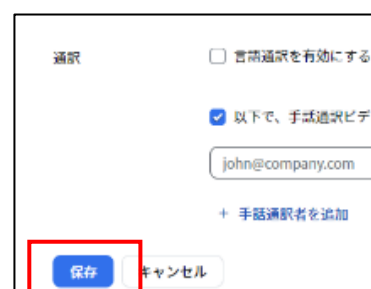 通訳
言語通訳を有効にする
以下で、手話通訳ビデ
john@company.com
+ 手話通訳者を追加
保存
キャンセル